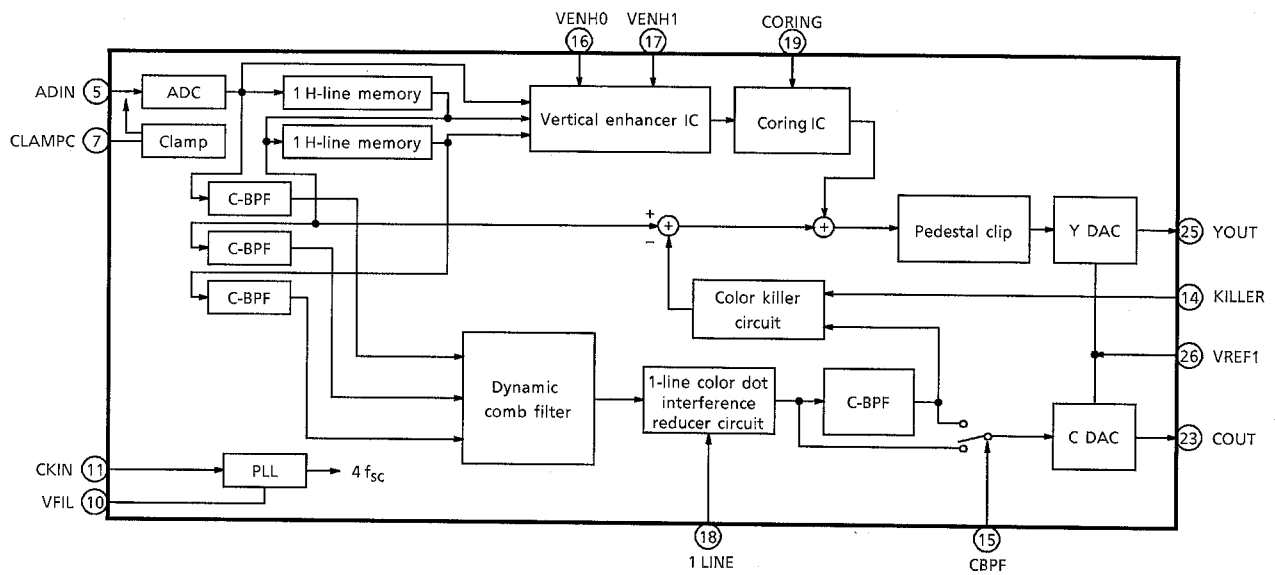 VENH0
VENH1
CORING
16
17
19
ADIN
5
ADC
1 H-line memory
Vertical enhancer IC
Coring IC
CLAMPC
7
Clamp
1 H-line memory
C-BPF
C-BPF
C-BPF
+
+
−
+
Pedestal clip
Y DAC
25
YOUT
Color killer
circuit
14
KILLER
26
VREF1
Dynamic
comb filter
1-line color dot
interference
reducer circuit
C-BPF
C DAC
23
COUT
CKIN
11
PLL
4 fsc
VFIL
10
18
1 LINE
15
CBPF